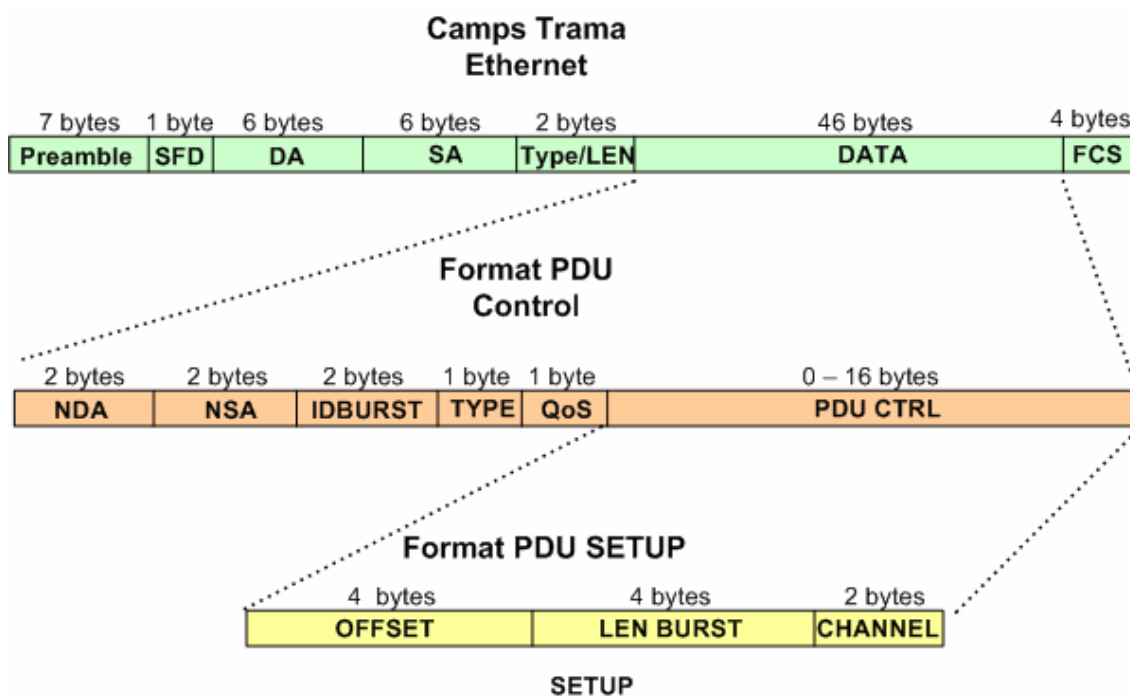 Camps Trama
Ethernet
7 bytes 1 byte 6 bytes 6 bytes 2 bytes 46 bytes 4 bytes
Preamble SFD DA SA Type/LEN DATA FCS
Format PDU
Control
2 bytes 2 bytes 2 bytes 1 byte 1 byte 0 – 16 bytes
NDA NSA IDBURST TYPE QoS PDU CTRL
Format PDU SETUP
4 bytes 4 bytes 2 bytes
OFFSET LEN BURST CHANNEL
SETUP